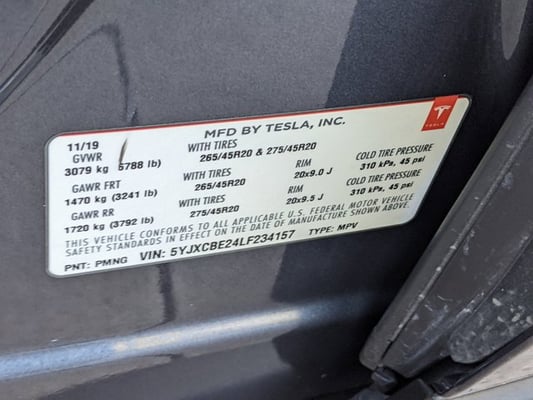 MFD BY TESLA, INC.
TESLA
11/19
GVWR
3079 kg 5788 lb)
WITH TIRES
265/45R20 & 275/45R20
GAWR FRT
1470 kg (3241 lb)
WITH TIRES
265/45R20
RIM
20x9.0 J
COLD TIRE PRESSURE
310 kPa, 45 psi
GAWR RR
1720 kg (3792 lb)
WITH TIRES
275/45R20
RIM
20x9.5 J
COLD TIRE PRESSURE
310 kPa, 45 psi
THIS VEHICLE CONFORMS TO ALL APPLICABLE U.S. FEDERAL MOTOR VEHICLE
SAFETY STANDARDS IN EFFECT ON THE DATE OF MANUFACTURE SHOWN ABOVE.
PNT: PMNG VIN: 5YJXCBE24LF234157 TYPE: MPV